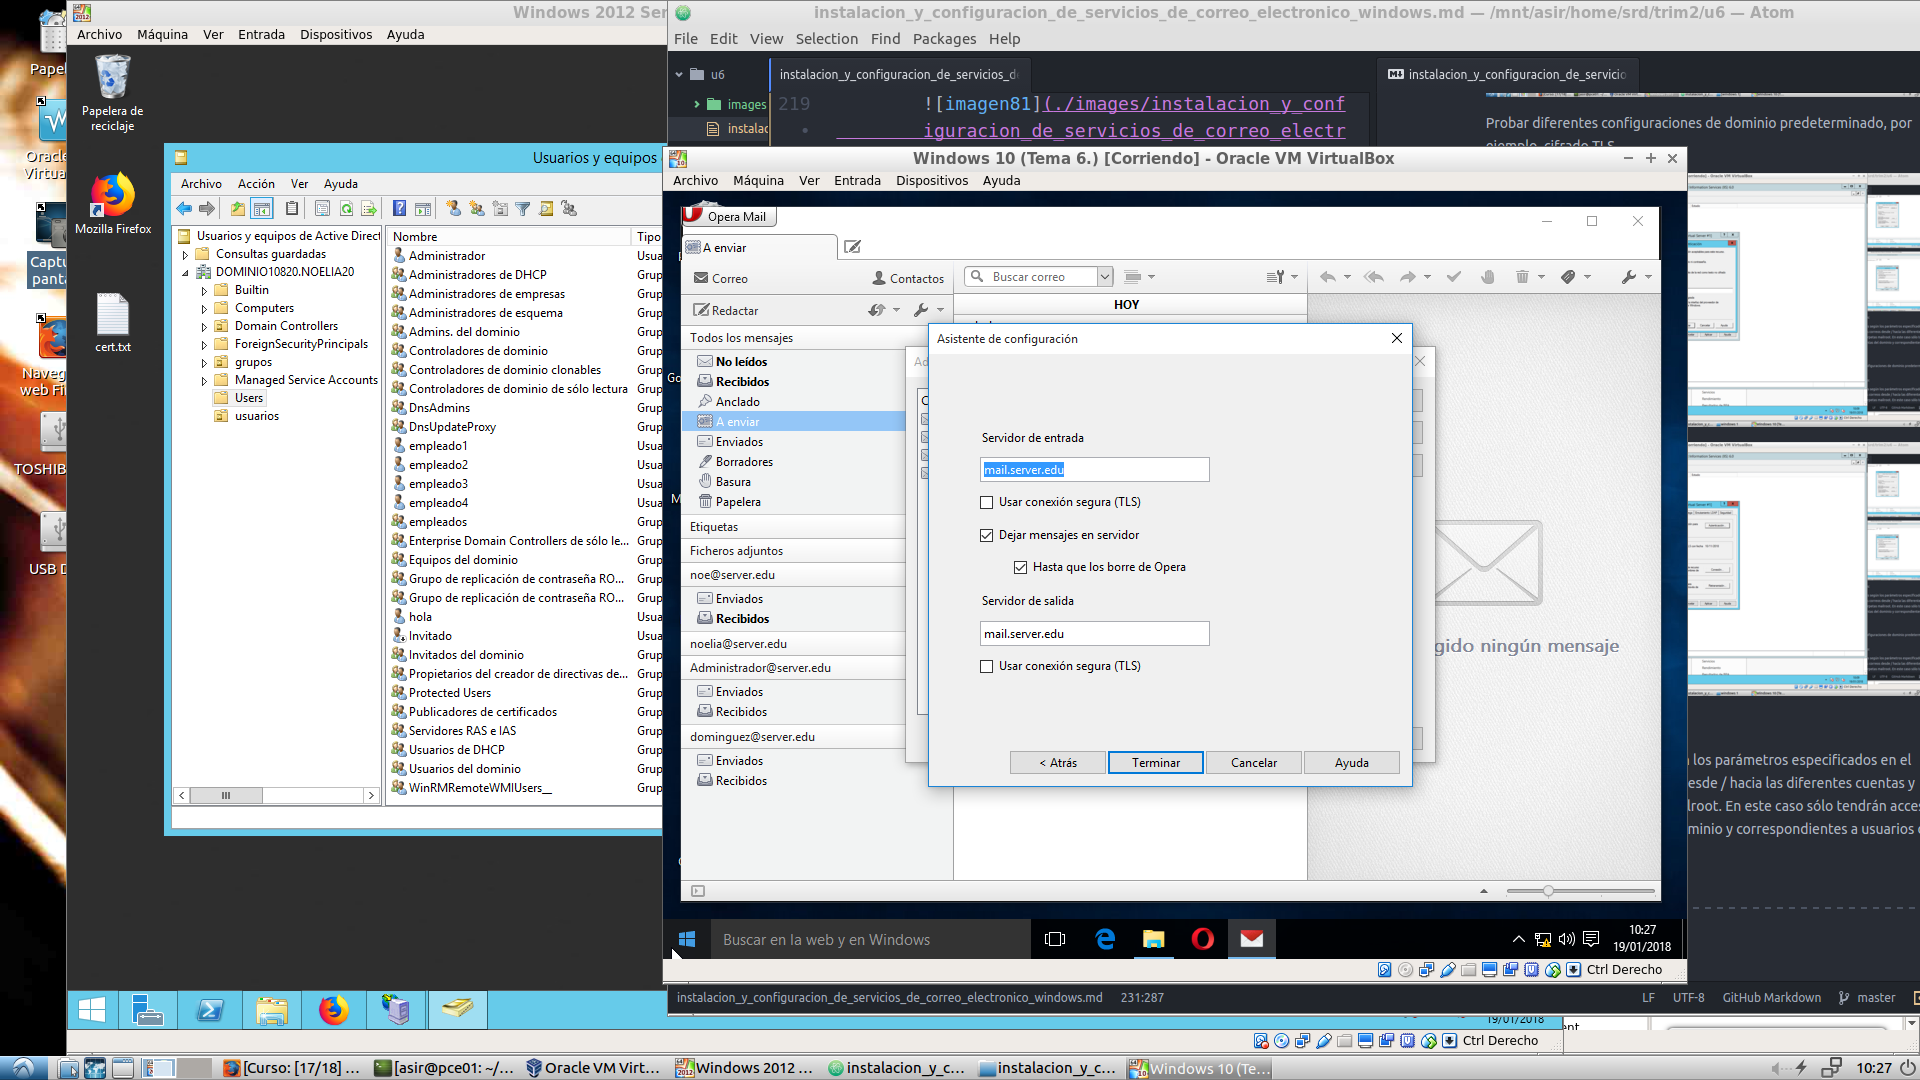 Windows 2012 Ser
Archivo Máquina Ver Entrada Dispositivos Ayuda
instalacion_y_configuracion_de_servicios_de_correo_electronico_windows.md — /mnt/asir/home/srd/trim2/u6 — Atom
File Edit View Selection Find Packages Help
u6
images
instalac
instalacion_y_configuracion_de_servicios_d
instalacion_y_configuracion_de_servicio
219 ![imagen81](./images/instalacion_y_conf
iguracion_de_servicios_de_correo_electr
Probar diferentes configuraciones de dominio predeterminado, por
ejemplo, cifrado TLS
Papel
Oracle
Virtua
Captu
panta
Naveg
web Fi
TOSHIB
USB D
Papelera de
reciclaje
Mozilla Firefox
cert.txt
Usuarios y equipos
Archivo Acción Ver Ayuda
Usuarios y equipos de Active Direct
Consultas guardadas
DOMINIO10820.NOELIA20
Builtin
Computers
Domain Controllers
ForeignSecurityPrincipals
grupos
Managed Service Accounts
Users
usuarios
Nombre Tipo
Administrador Usua
Administradores de DHCP Grup
Administradores de empresas Grup
Administradores de esquema Grup
Admins. del dominio Grup
Controladores de dominio Grup
Controladores de dominio clonables Grup
Controladores de dominio de sólo lectura Grup
DnsAdmins Grup
DnsUpdateProxy Grup
empleado1 Usua
empleado2 Usua
empleado3 Usua
empleado4 Usua
empleados Grup
Enterprise Domain Controllers de sólo le... Grup
Equipos del dominio Grup
Grupo de replicación de contraseña RO... Grup
Grupo de replicación de contraseña RO... Grup
hola Usua
Invitado Usua
Invitados del dominio Grup
Propietarios del creador de directivas de... Grup
Protected Users Grup
Publicadores de certificados Grup
Servidores RAS e IAS Grup
Usuarios de DHCP Grup
Usuarios del dominio Grup
WinRMRemoteWMIUsers__ Grup
Windows 10 (Tema 6.) [Corriendo] - Oracle VM VirtualBox
Archivo Máquina Ver Entrada Dispositivos Ayuda
Opera Mail
A enviar
Correo Contactos
Buscar correo
Redactar
HOY
Todos los mensajes
No leídos
Recibidos
Anclado
A enviar
Enviados
Borradores
Basura
Papelera
Etiquetas
Ficheros adjuntos
noe@server.edu
Enviados
Recibidos
noelia@server.edu
Administrador@server.edu
Enviados
Recibidos
dominguez@server.edu
Enviados
Recibidos
Asistente de configuración
Servidor de entrada
mail.server.edu
Usar conexión segura (TLS)
Dejar mensajes en servidor
Hasta que los borre de Opera
Servidor de salida
mail.server.edu
Usar conexión segura (TLS)
< Atrás Terminar Cancelar Ayuda
gido ningún mensaje
los parámetros especificados en el
esde / hacia las diferentes cuentas y
lroot. En este caso sólo tendrán acces
minio y correspondientes a usuarios
Buscar en la web y en Windows
10:27
19/01/2018
Ctrl Derecho
instalacion_y_configuracion_de_servicios_de_correo_electronico_windows.md 231:287
LF UTF-8 GitHub Markdown master
19/01/2018
ent
Ctrl Derecho
[Curso: [17/18] ... [asir@pce01: ~/... Oracle VM Virt... Windows 2012 ... instalacion_y_c... instalacion_y_c... Windows 10 (Te...
10:27